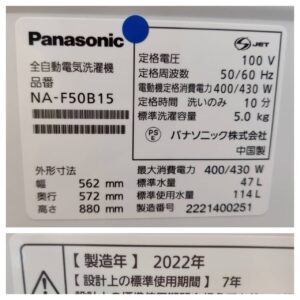 Panasonic
S JET
全自動電気洗濯機
品番
NA-F50B15
定格電圧 100 V
定格周波数 50/60 Hz
電動機定格消費電力 400/430 W
定格時間 洗いのみ 10 分
標準洗濯容量 5.0 kg
PS E
パナソニック株式会社
中国製
外形寸法
幅 562 mm
奥行 572 mm
高さ 880 mm
最大消費電力 400/430 W
標準水量 47 L
標準使用水量 114 L
製造番号 2221400251
【製造年】2022年
【設計上の標準使用期間】7年